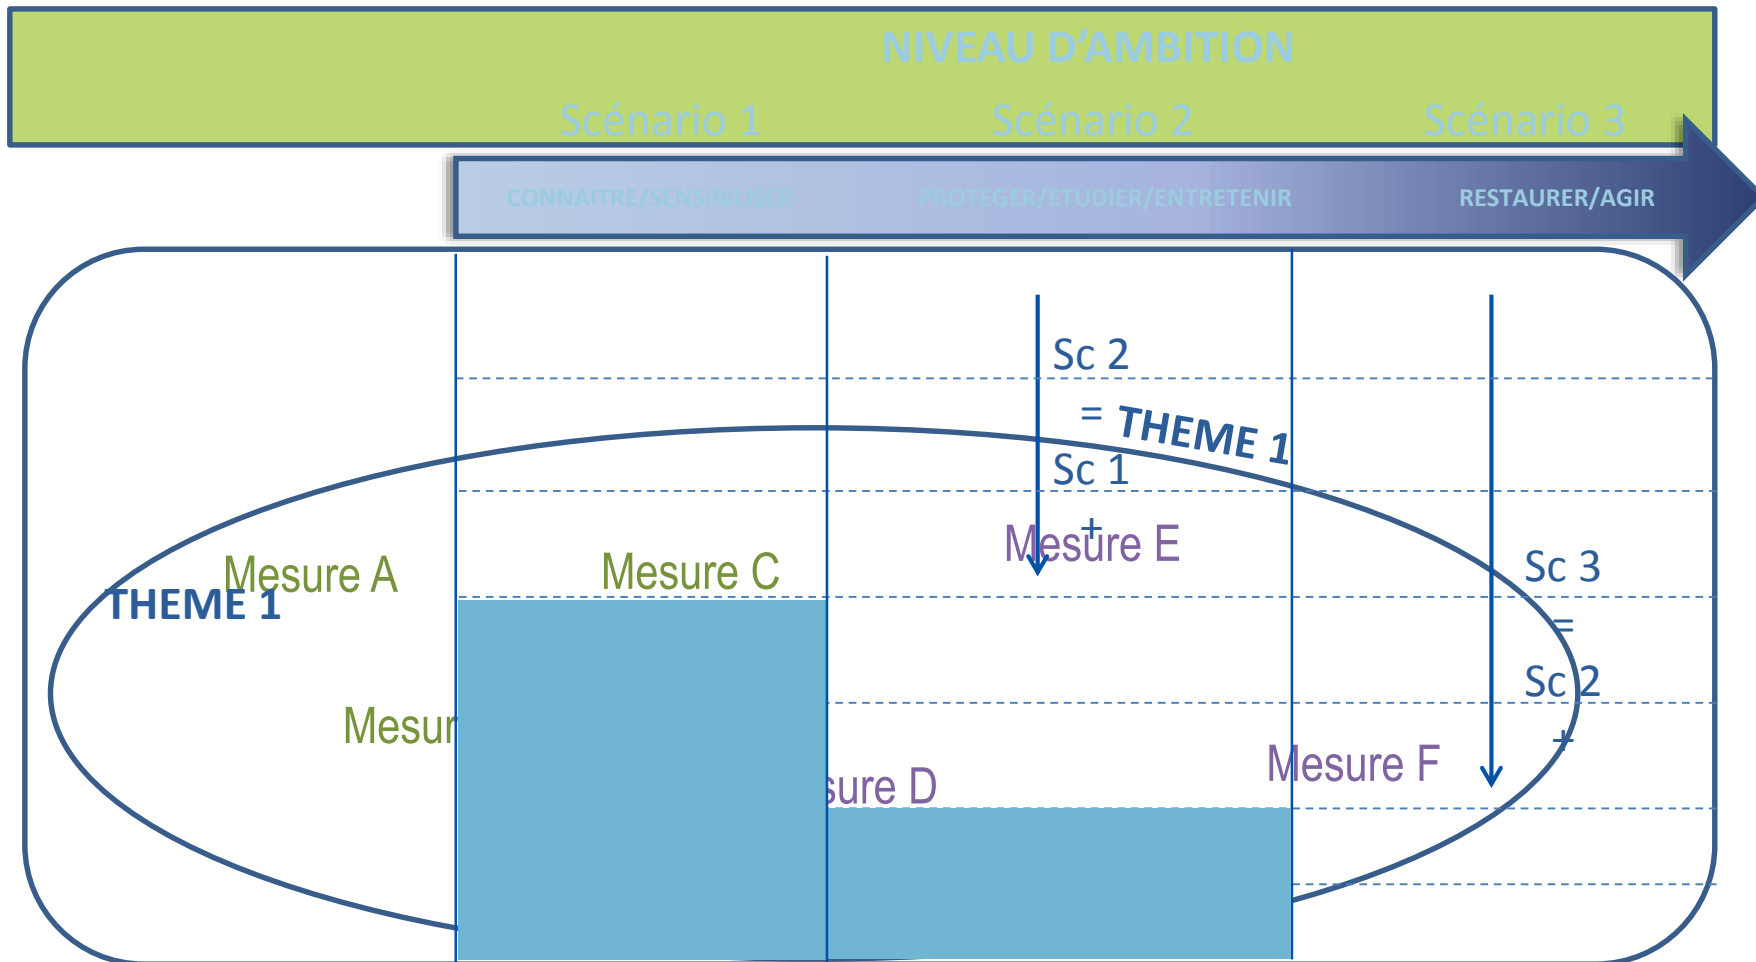 NIVEAU D'AMBITION
Scénario 1 Scénario 2 Scénario 3
CONNAITRE/SENSIBILISER PROTEGER/ETUDIER/ENTRETENIR RESTAURER/AGIR
Sc 2
= THEME 1
Sc 1
+
Mesure E
Mesure A
Mesure C
THEME 1
Sc 3
=
Sc 2
+
Mesur
Mesure F
sure D